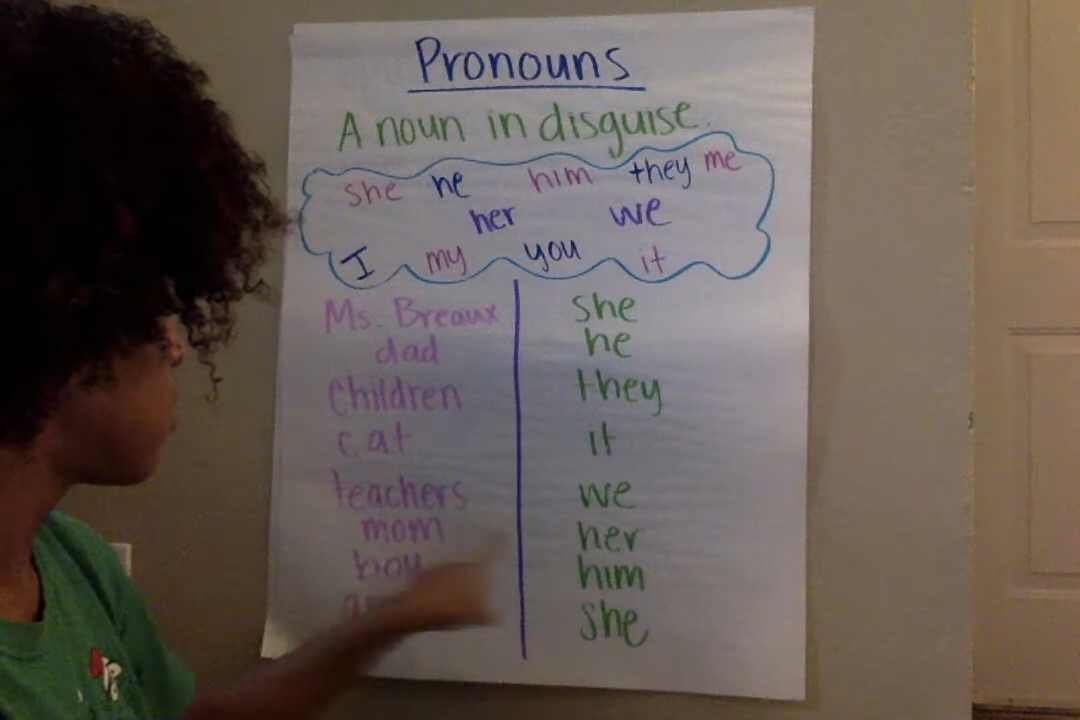 Pronouns
A noun in disguise.
she he him they me
her we
I my you it
Ms. Breaux she
dad he
Children they
cat it
teachers we
mom her
boy him
she